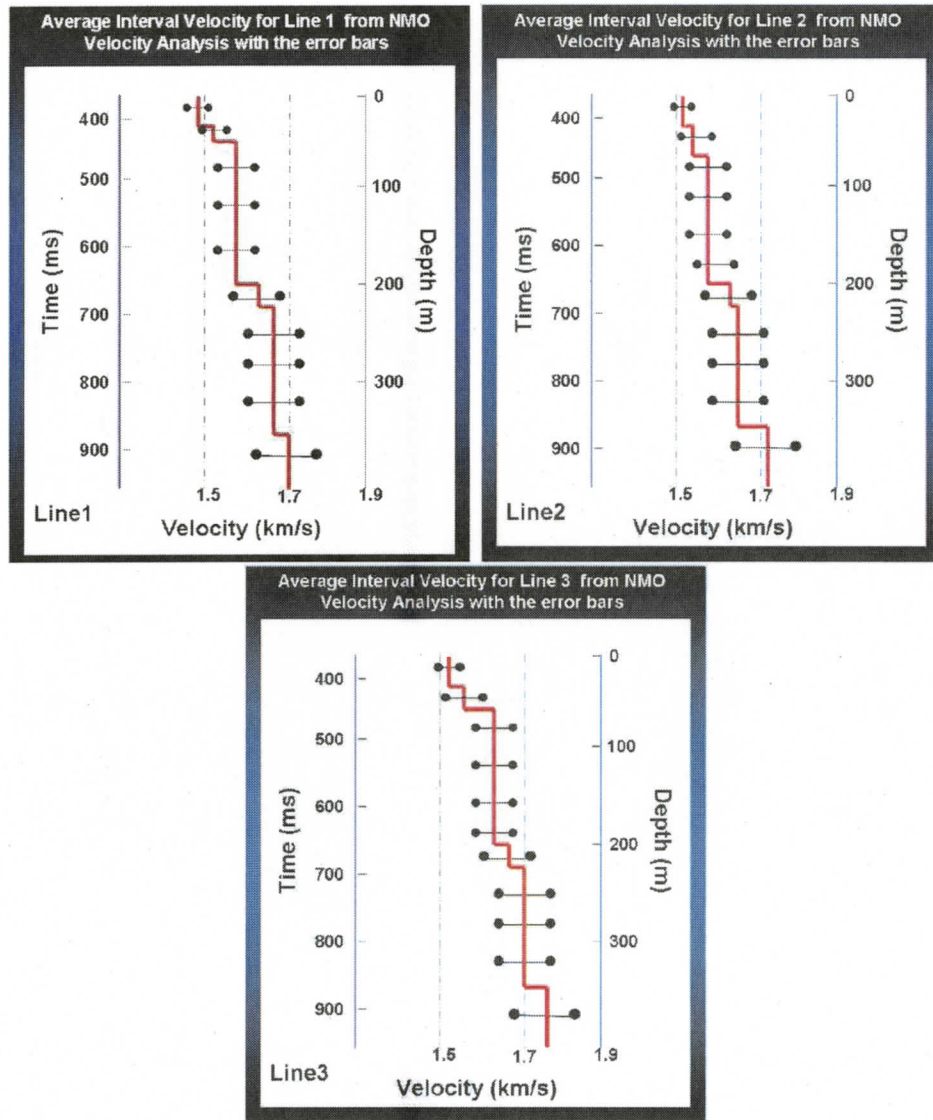 Average Interval Velocity for Line 1 from NMO
Velocity Analysis with the error bars
Time (ms)
400
500
600
700
800
900
Depth (m)
0
100
200
300
1.5
1.7
1.9
Line1
Velocity (km/s)
Average Interval Velocity for Line 2 from NMO
Velocity Analysis with the error bars
Time (ms)
400
500
600
700
800
900
Depth (m)
0
100
200
300
1.5
1.7
1.9
Line2
Velocity (km/s)
Average Interval Velocity for Line 3 from NMO
Velocity Analysis with the error bars
Time (ms)
400
500
600
700
800
900
Depth (m)
0
100
200
300
1.5
1.7
1.9
Line3
Velocity (km/s)